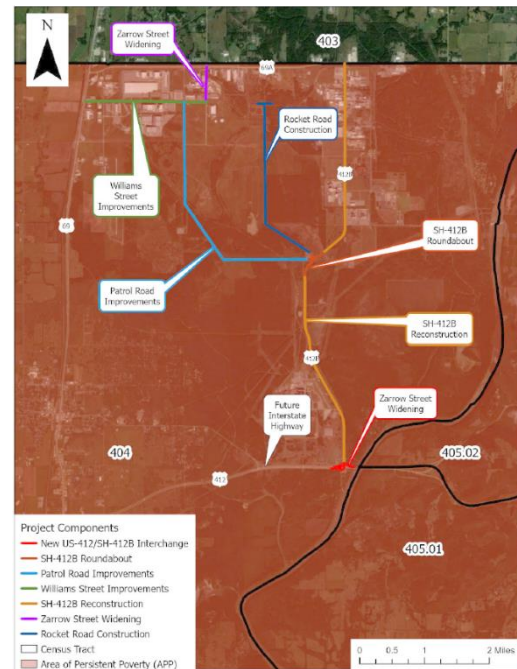 N
Zarrow Street
Widening
403
69A
Rocket Road
Construction
Williams
Street
Improvements
412B
69
SH-412B
Roundabout
Patrol Road
Improvements
SH-412B
Reconstruction
412B
Future
Interstate
Highway
Zarrow Street
Widening
404
405.02
412
405.01
Project Components
New US-412/SH-412B Interchange
SH-412B Roundabout
Patrol Road Improvements
Williams Street Improvements
SH-412B Reconstruction
Zarrow Street Widening
Rocket Road Construction
Census Tract
Area of Persistent Poverty (APP)
0 0.5 1 2 Miles